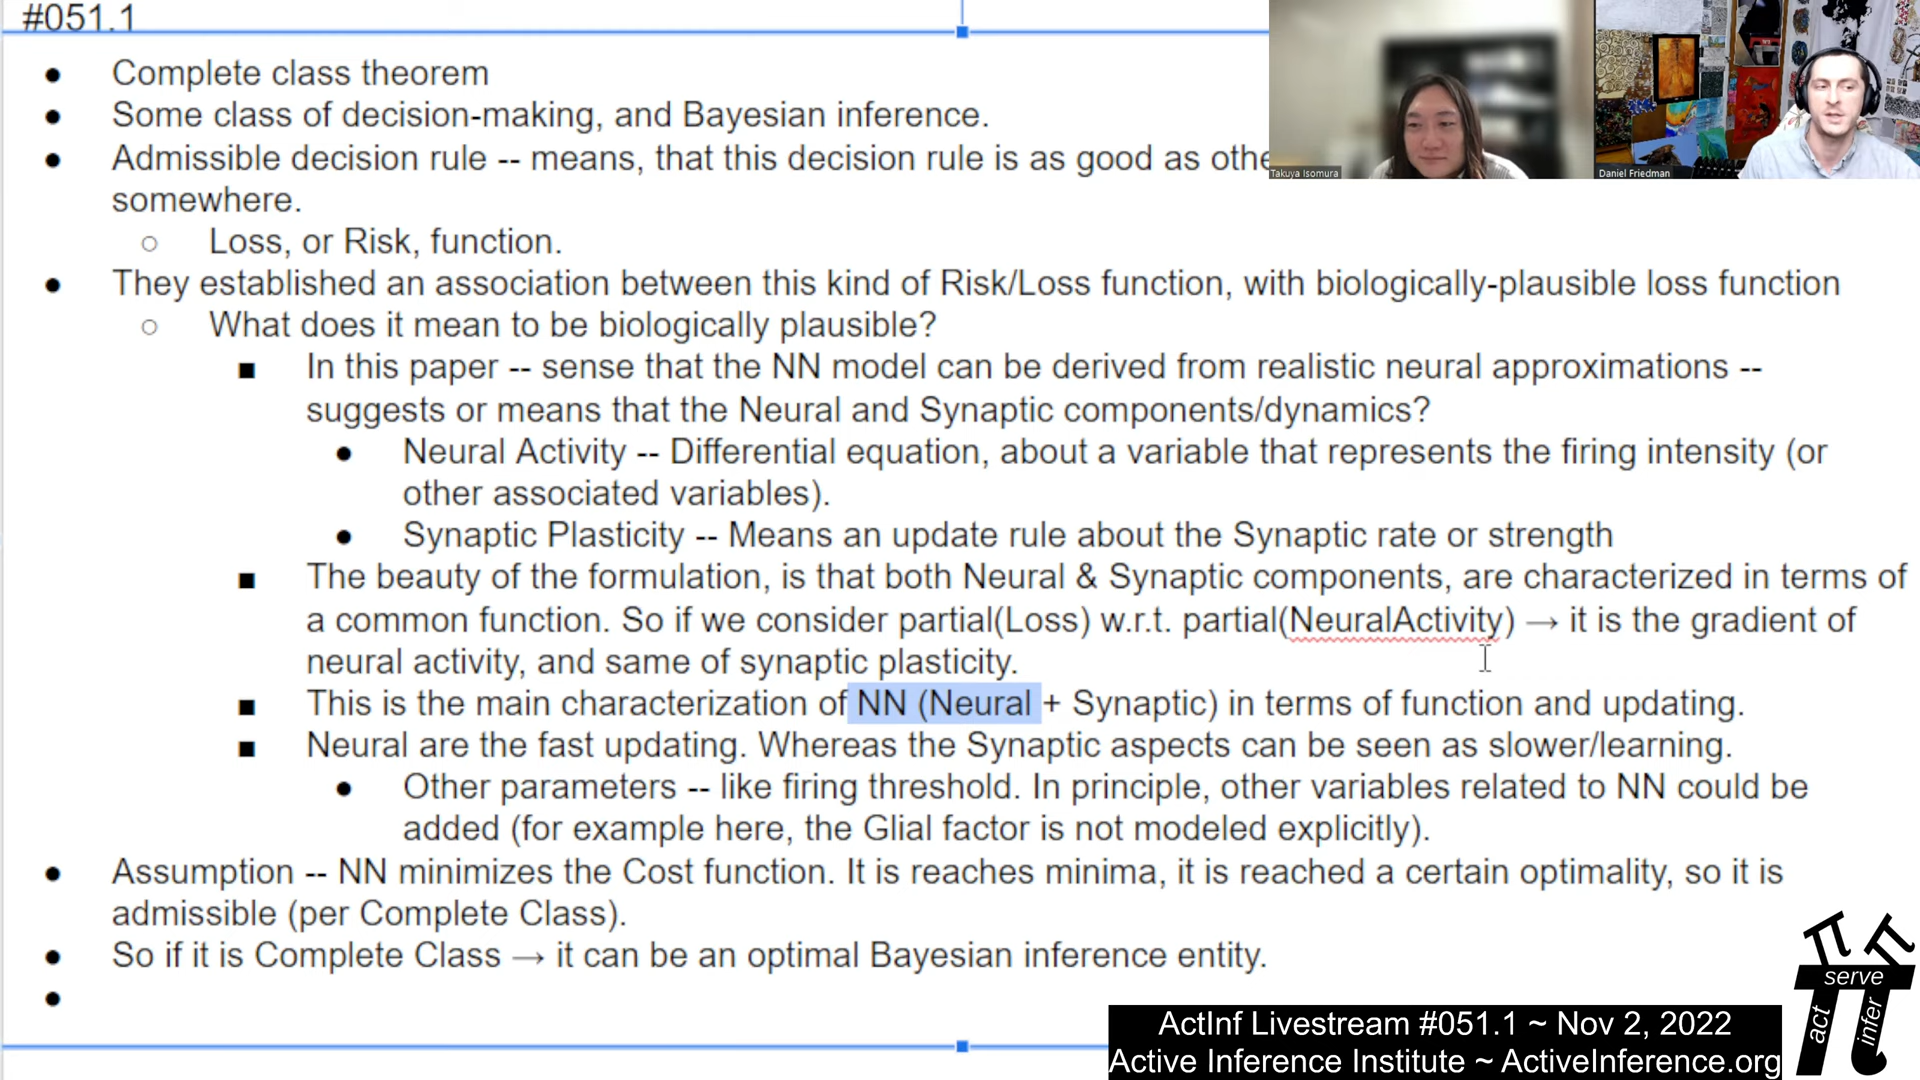 #051.1
● Complete class theorem
● Some class of decision-making, and Bayesian inference.
● Admissible decision rule -- means, that this decision rule is as good as othe
somewhere.
○ Loss, or Risk, function.
● They established an association between this kind of Risk/Loss function, with biologically-plausible loss function
○ What does it mean to be biologically plausible?
■ In this paper -- sense that the NN model can be derived from realistic neural approximations --
suggests or means that the Neural and Synaptic components/dynamics?
● Neural Activity -- Differential equation, about a variable that represents the firing intensity (or
other associated variables).
● Synaptic Plasticity -- Means an update rule about the Synaptic rate or strength
■ The beauty of the formulation, is that both Neural & Synaptic components, are characterized in terms of
a common function. So if we consider partial(Loss) w.r.t. partial(NeuralActivity) → it is the gradient of
neural activity, and same of synaptic plasticity.
■ This is the main characterization of NN (Neural + Synaptic) in terms of function and updating.
■ Neural are the fast updating. Whereas the Synaptic aspects can be seen as slower/learning.
● Other parameters -- like firing threshold. In principle, other variables related to NN could be
added (for example here, the Glial factor is not modeled explicitly).
● Assumption -- NN minimizes the Cost function. It is reaches minima, it is reached a certain optimality, so it is
admissible (per Complete Class).
● So if it is Complete Class → it can be an optimal Bayesian inference entity.
●
Takuya Isomura
Daniel Friedman
π π
serve
π
act
infer
ActInf Livestream #051.1 ~ Nov 2, 2022
Active Inference Institute ~ ActiveInference.org